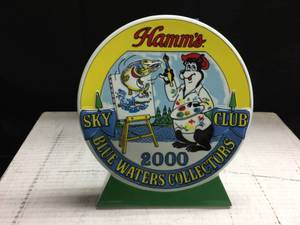 Hamm's
SKY CLUB
2000
BLUE WATERS COLLECTORS